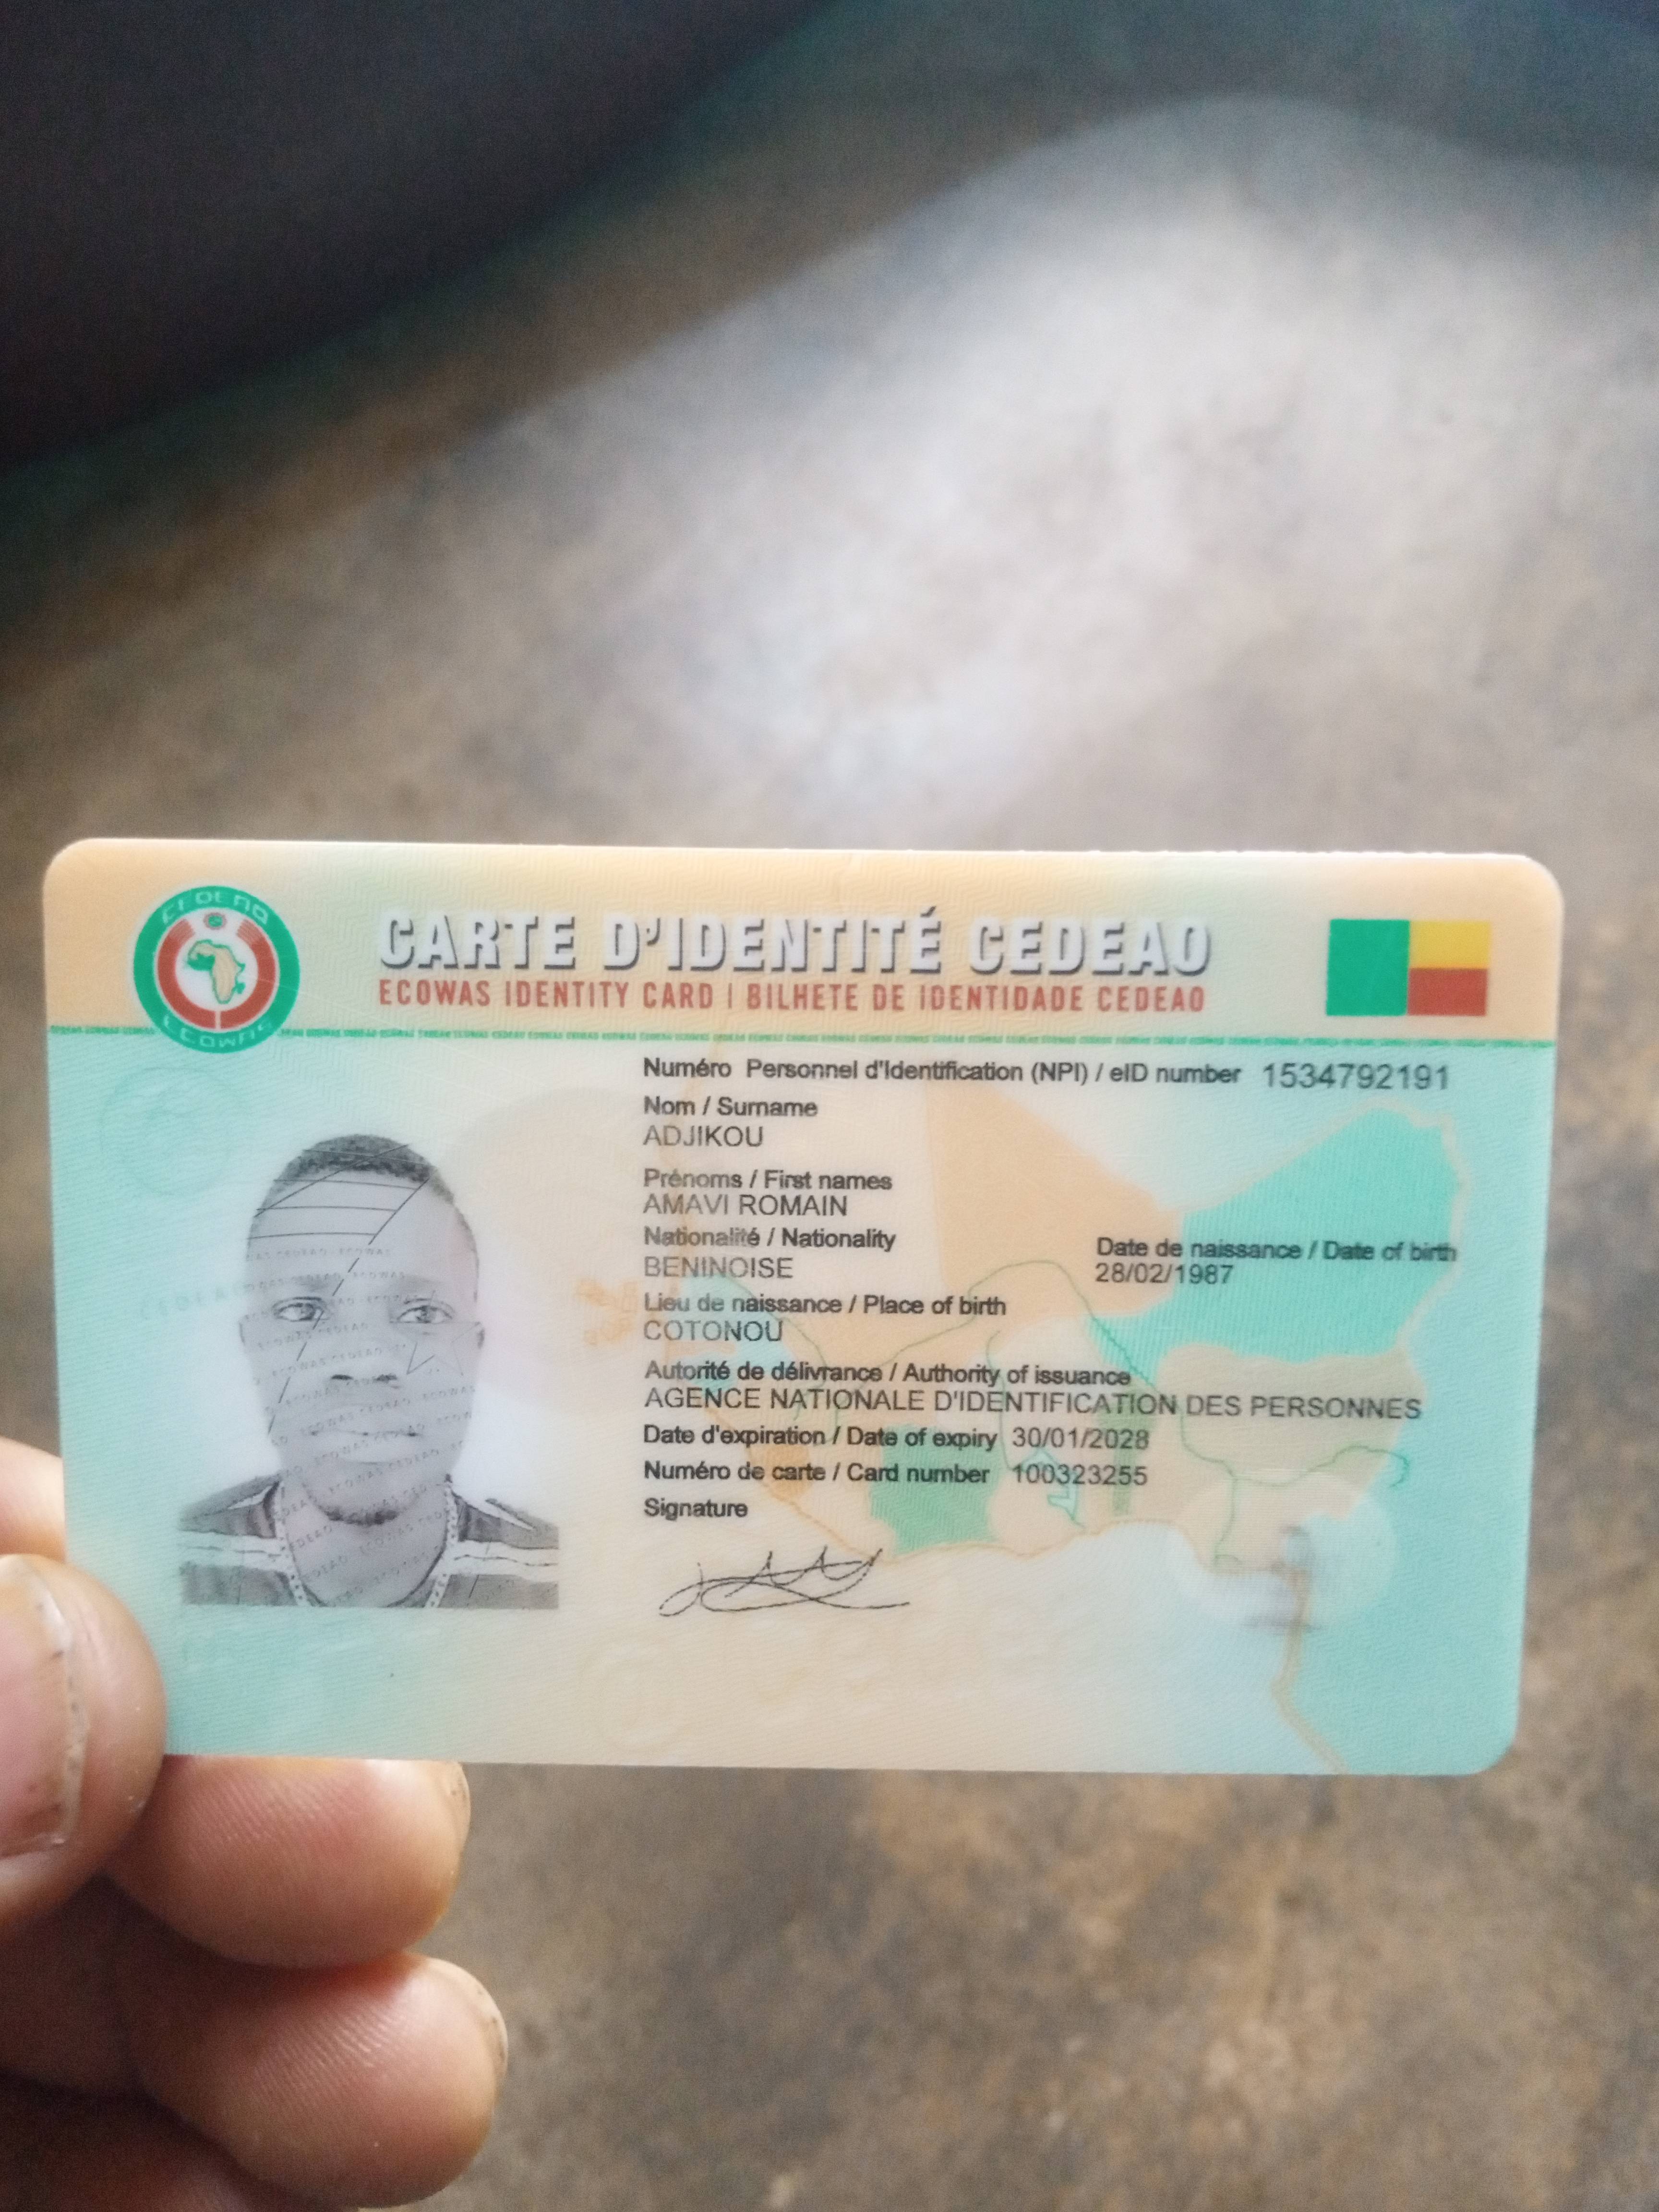 CEDEAO
ECOWAS
CARTE D'IDENTITÉ CEDEAO
ECOWAS IDENTITY CARD | BILHETE DE IDENTIDADE CEDEAO
Numéro Personnel d'Identification (NPI) / eID number 1534792191
Nom / Surname
ADJIKOU
Prénoms / First names
AMAVI ROMAIN
Nationalité / Nationality
BENINOISE
Date de naissance / Date of birth
28/02/1987
Lieu de naissance / Place of birth
COTONOU
Autorité de délivrance / Authority of issuance
AGENCE NATIONALE D'IDENTIFICATION DES PERSONNES
Date d'expiration / Date of expiry 30/01/2028
Numéro de carte / Card number 100323255
Signature